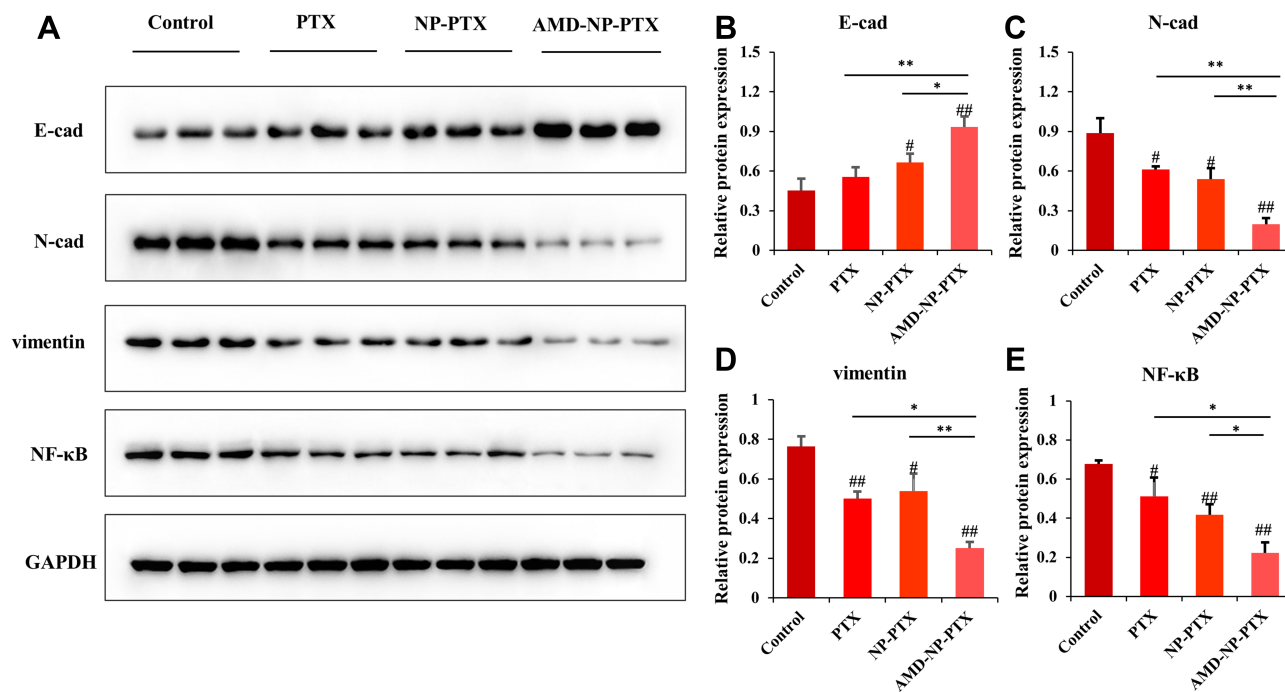 A
Control PTX NP-PTX AMD-NP-PTX
E-cad
N-cad
vimentin
NF-κB
GAPDH
B
E-cad
Relative protein expression
1.5
1.2
0.9
0.6
0.3
0
**
*
#
##
Control PTX NP-PTX AMD-NP-PTX
C
N-cad
Relative protein expression
1.5
1.2
0.9
0.6
0.3
0
**
**
#
#
##
Control PTX NP-PTX AMD-NP-PTX
D
vimentin
Relative protein expression
1
0.8
0.6
0.4
0.2
0
*
**
##
#
##
Control PTX NP-PTX AMD-NP-PTX
E
NF-κB
Relative protein expression
1
0.8
0.6
0.4
0.2
0
*
*
#
##
##
Control PTX NP-PTX AMD-NP-PTX